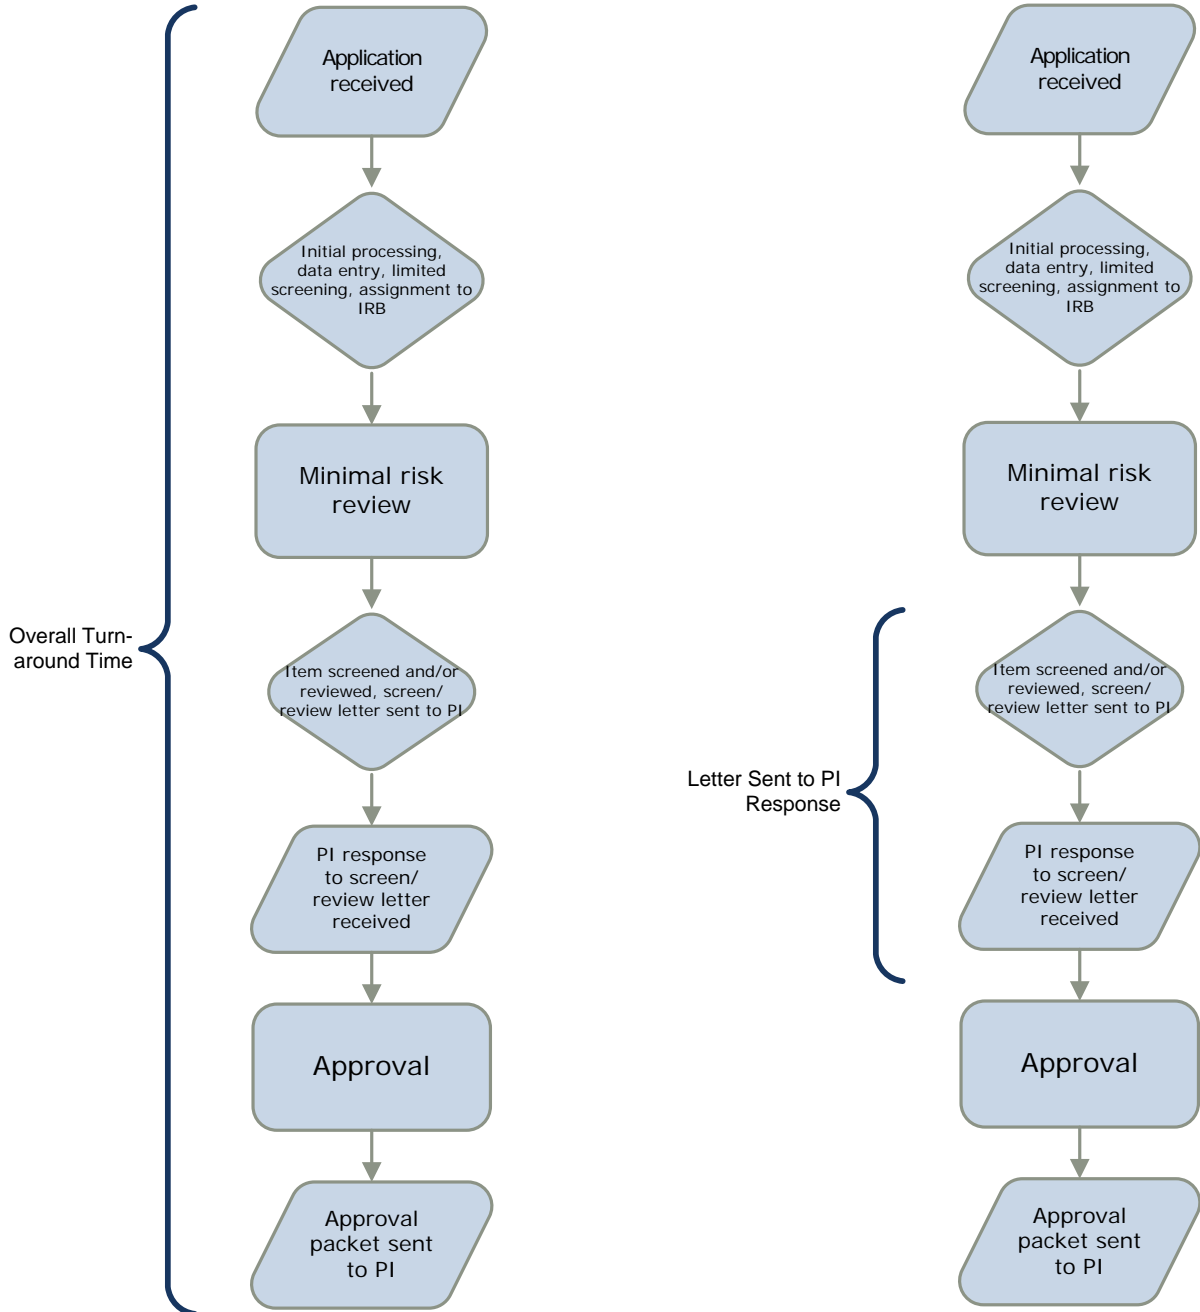 Application
received
Initial processing,
data entry, limited
screening, assignment to
IRB
Minimal risk
review
Overall Turn-
around Time
Item screened and/or
reviewed, screen/
review letter sent to PI
PI response
to screen/
review letter
received
Approval
Approval
packet sent
to PI
Application
received
Initial processing,
data entry, limited
screening, assignment to
IRB
Minimal risk
review
Item screened and/or
reviewed, screen/
review letter sent to PI
Letter Sent to PI
Response
PI response
to screen/
review letter
received
Approval
Approval
packet sent
to PI